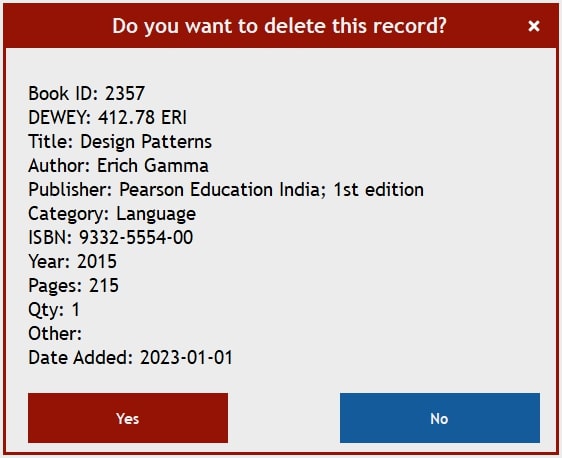 Do you want to delete this record? ×
Book ID: 2357
DEWEY: 412.78 ERI
Title: Design Patterns
Author: Erich Gamma
Publisher: Pearson Education India; 1st edition
Category: Language
ISBN: 9332-5554-00
Year: 2015
Pages: 215
Qty: 1
Other:
Date Added: 2023-01-01
Yes No